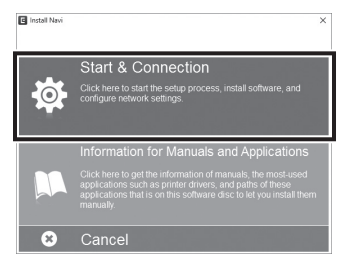 E Install Navi
Start & Connection
Click here to start the setup process, install software, and
configure network settings.
Information for Manuals and Applications
Click here to get the information of manuals, the most-used
applications such as printer drivers, and paths of these
applications that is on this software disc to let you install them
manually.
Cancel